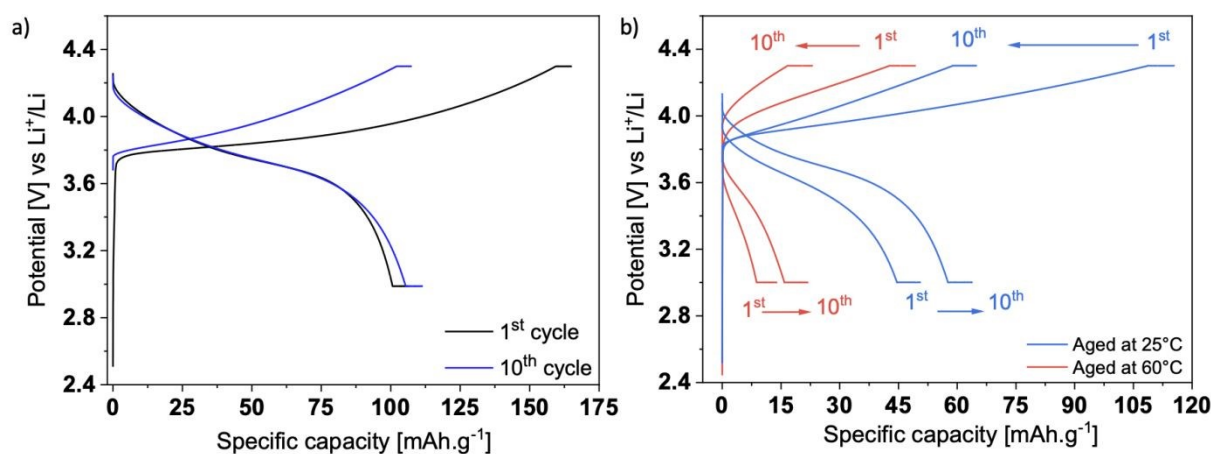 a)
4.4
4.0
3.6
3.2
2.8
2.4
Potential [V] vs Li⁺/Li
1ˢᵗ cycle
10ᵗʰ cycle
0 25 50 75 100 125 150 175
Specific capacity [mAh.g⁻¹]
b)
10ᵗʰ 1ˢᵗ 10ᵗʰ 1ˢᵗ
4.4
4.0
3.6
3.2
2.8
2.4
Potential [V] vs Li⁺/Li
1ˢᵗ 10ᵗʰ 1ˢᵗ 10ᵗʰ
Aged at 25°C
Aged at 60°C
0 15 30 45 60 75 90 105 120
Specific capacity [mAh.g⁻¹]